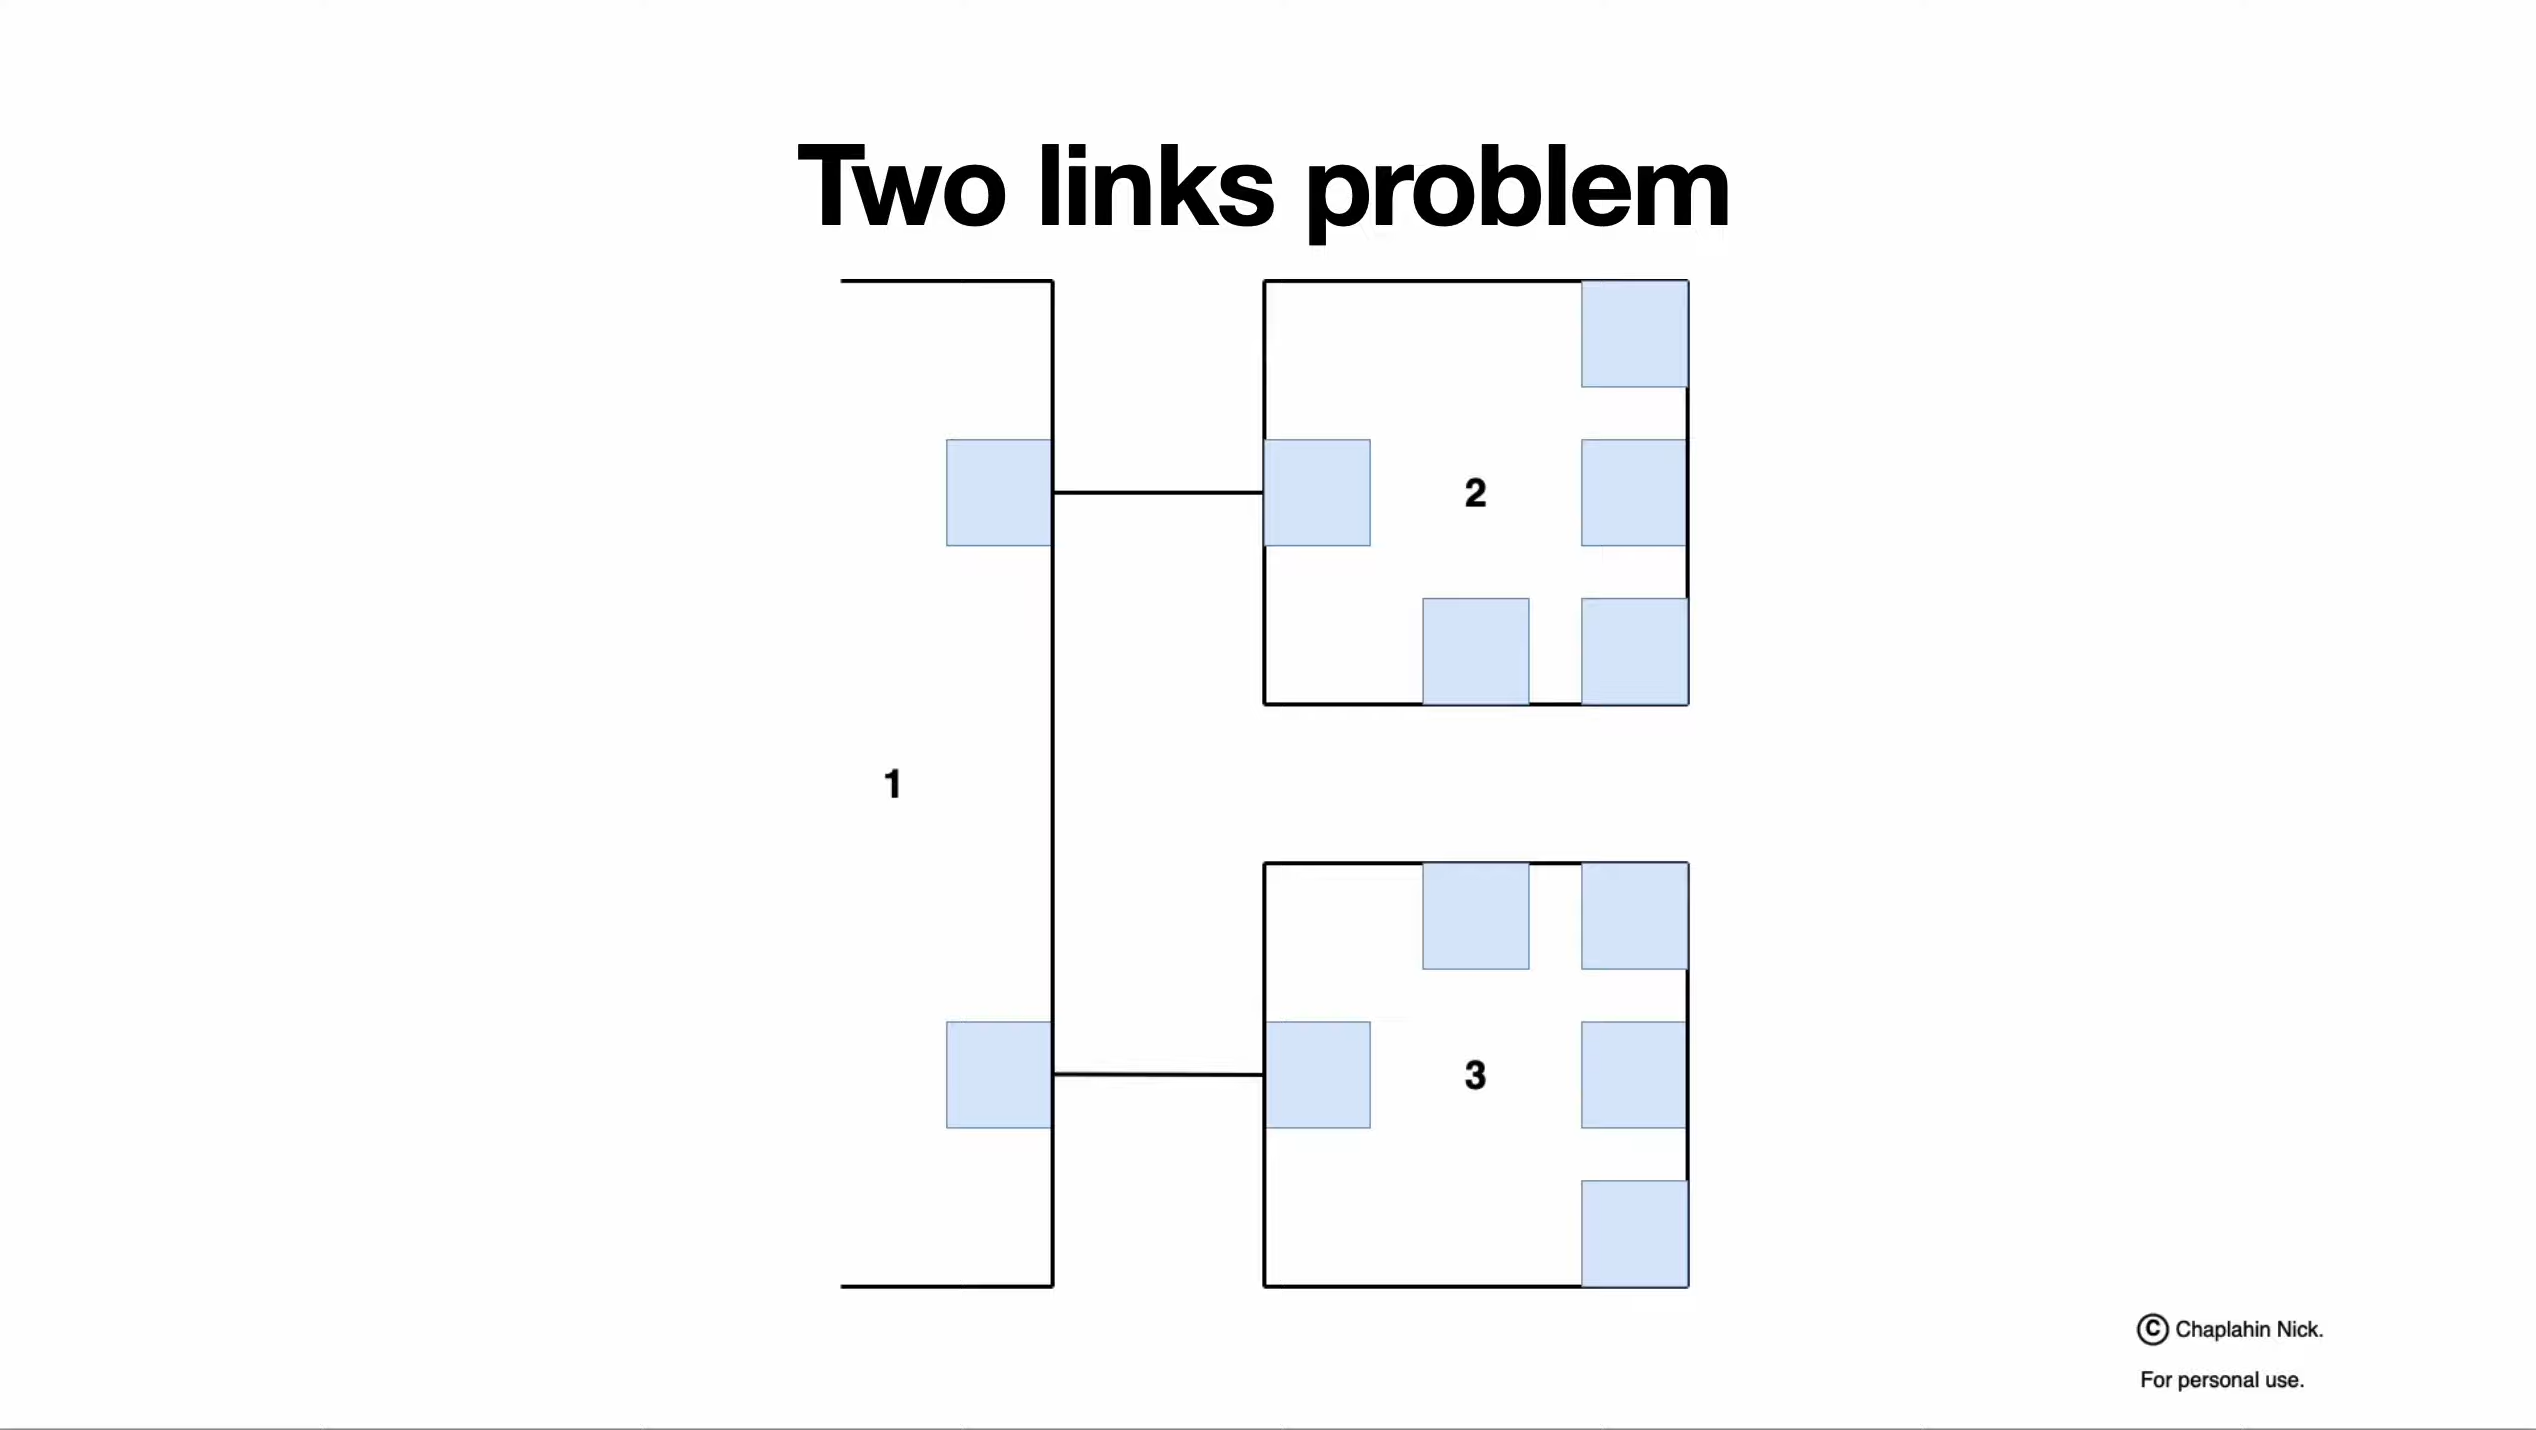 Two links problem
2
1
3
© Chaplahin Nick.
For personal use.